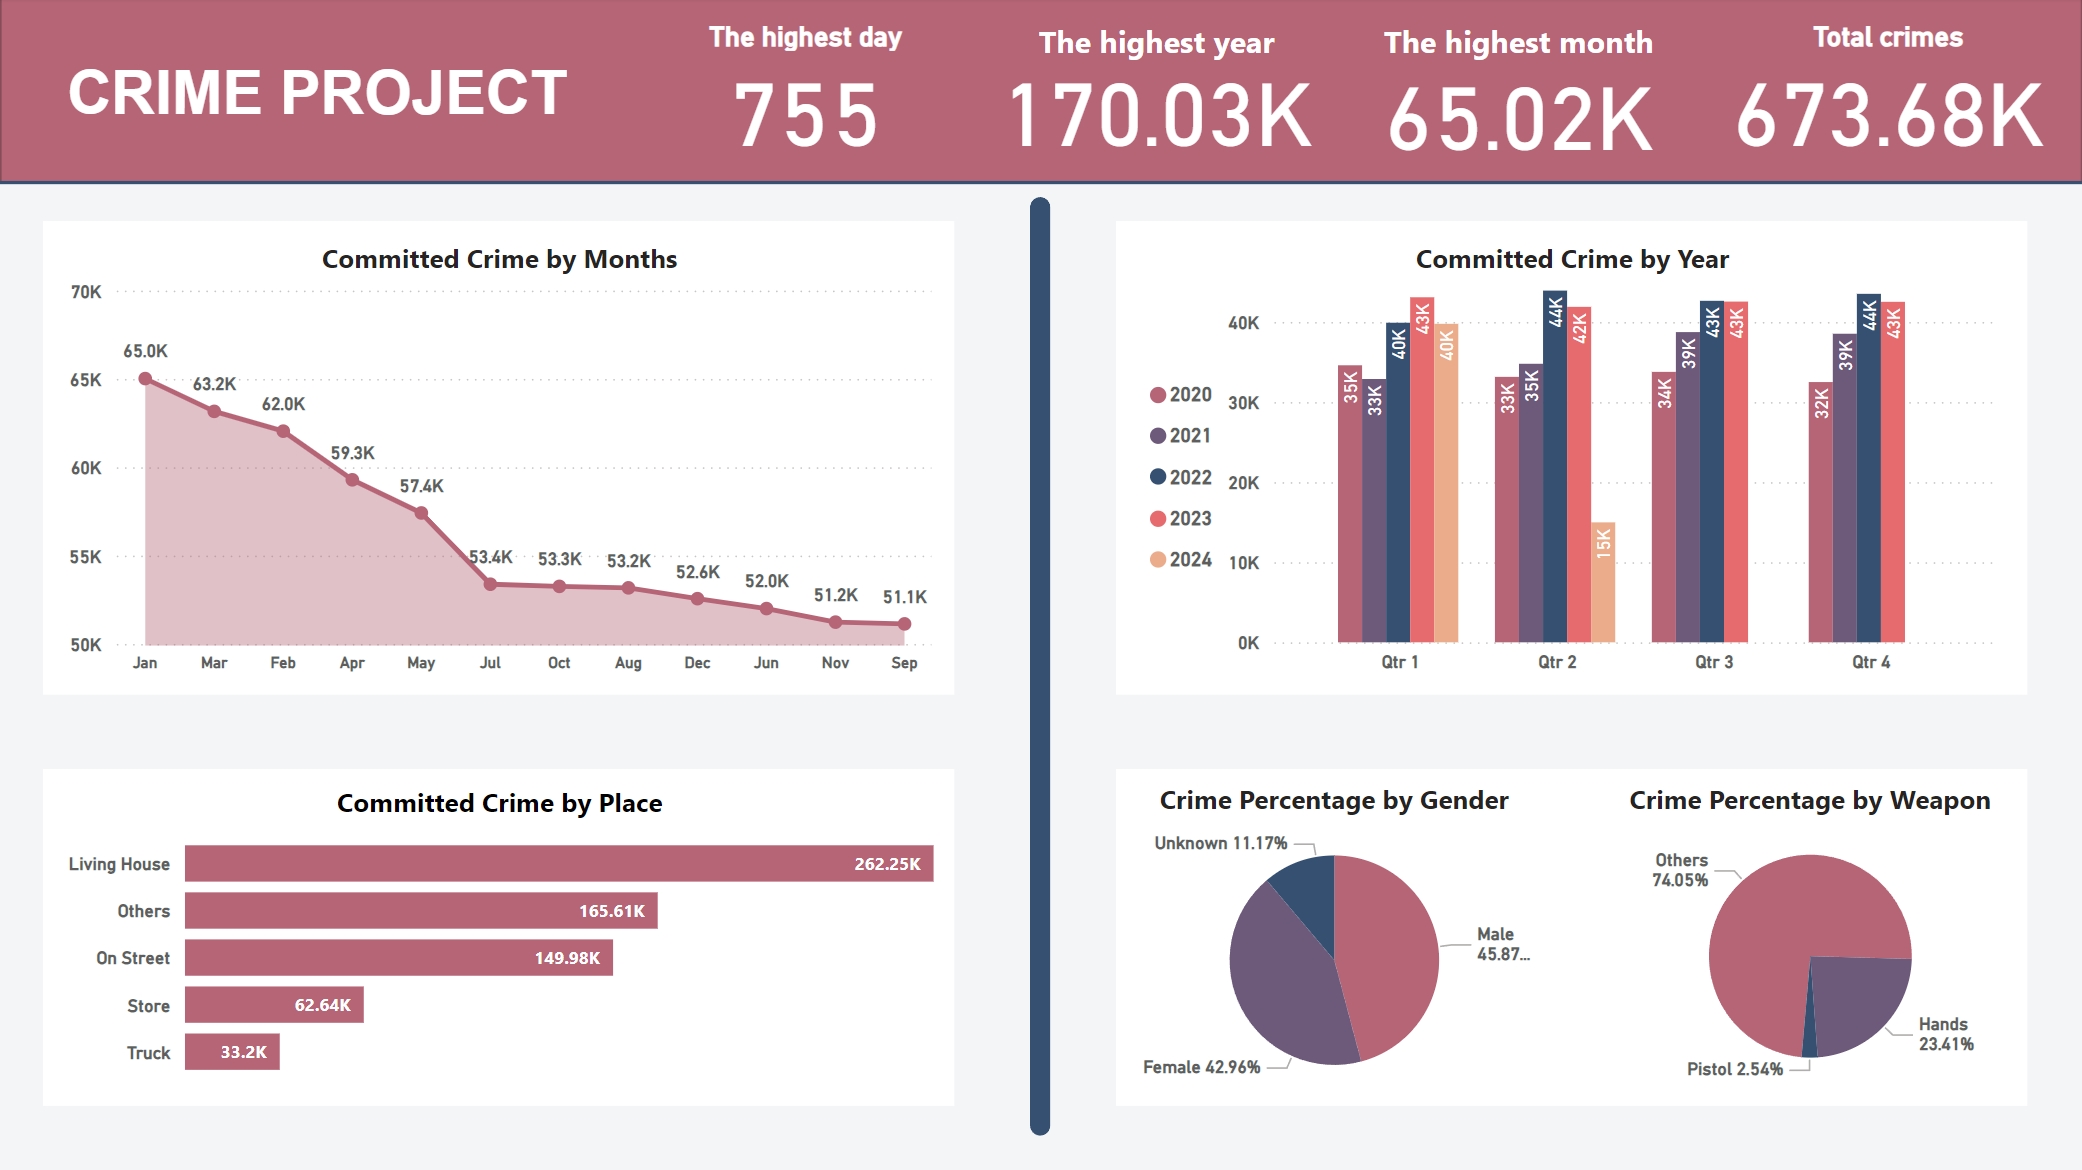 CRIME PROJECT
The highest day
755
The highest year
170.03K
The highest month
65.02K
Total crimes
673.68K
Committed Crime by Months
70K
65K
60K
55K
50K
65.0K
63.2K
62.0K
59.3K
57.4K
53.4K
53.3K
53.2K
52.6K
52.0K
51.2K
51.1K
Jan Mar Feb Apr May Jul Oct Aug Dec Jun Nov Sep
Committed Crime by Year
2020
2021
2022
2023
2024
40K
30K
20K
10K
0K
35K 33K 40K 43K 40K
33K 35K 44K 42K 15K
34K 39K 43K 43K
32K 39K 44K 43K
Qtr 1 Qtr 2 Qtr 3 Qtr 4
Committed Crime by Place
Living House 262.25K
Others 165.61K
On Street 149.98K
Store 62.64K
Truck 33.2K
Crime Percentage by Gender
Unknown 11.17%
Male
45.87...
Female 42.96%
Crime Percentage by Weapon
Others
74.05%
Hands
23.41%
Pistol 2.54%